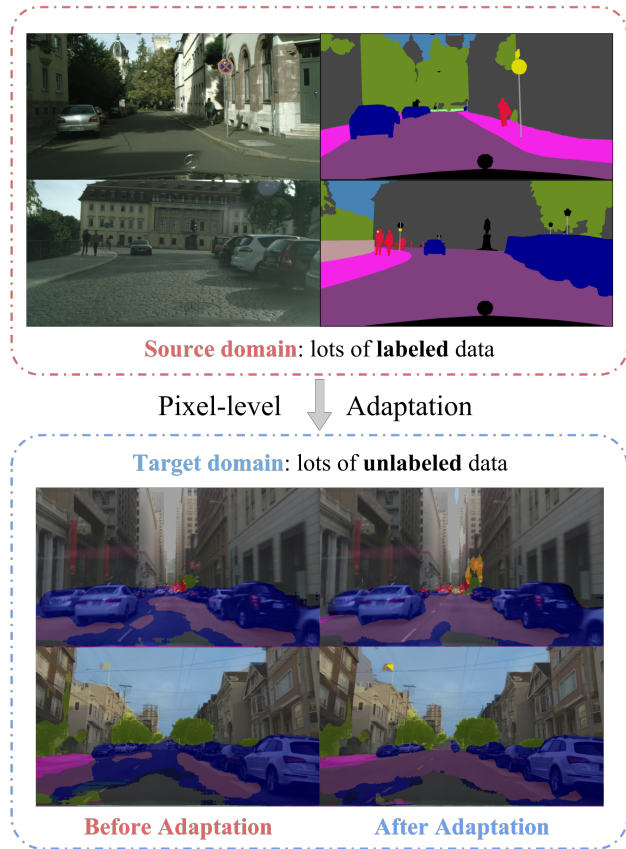 Source domain: lots of labeled data
Pixel-level Adaptation
Target domain: lots of unlabeled data
Before Adaptation After Adaptation